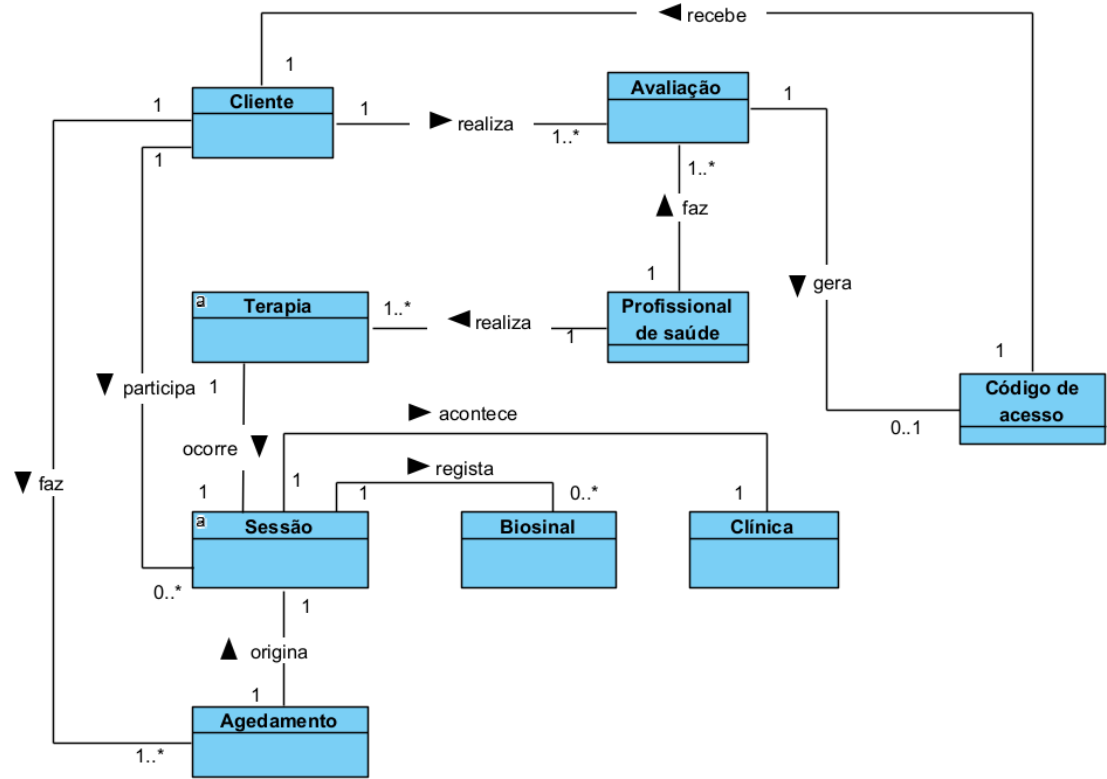 recebe
1
Cliente
1
1
1
realiza
1..*
Avaliação
1
1..*
faz
1
Profissional
de saúde
1
realiza
1..*
a
Terapia
gera
1
Código de
acesso
0..1
participa
1
acontece
ocorre
regista
faz
1
1
1
0..*
1
a
Sessão
Biosinal
Clínica
0..*
1
origina
1
Agedamento
1..*